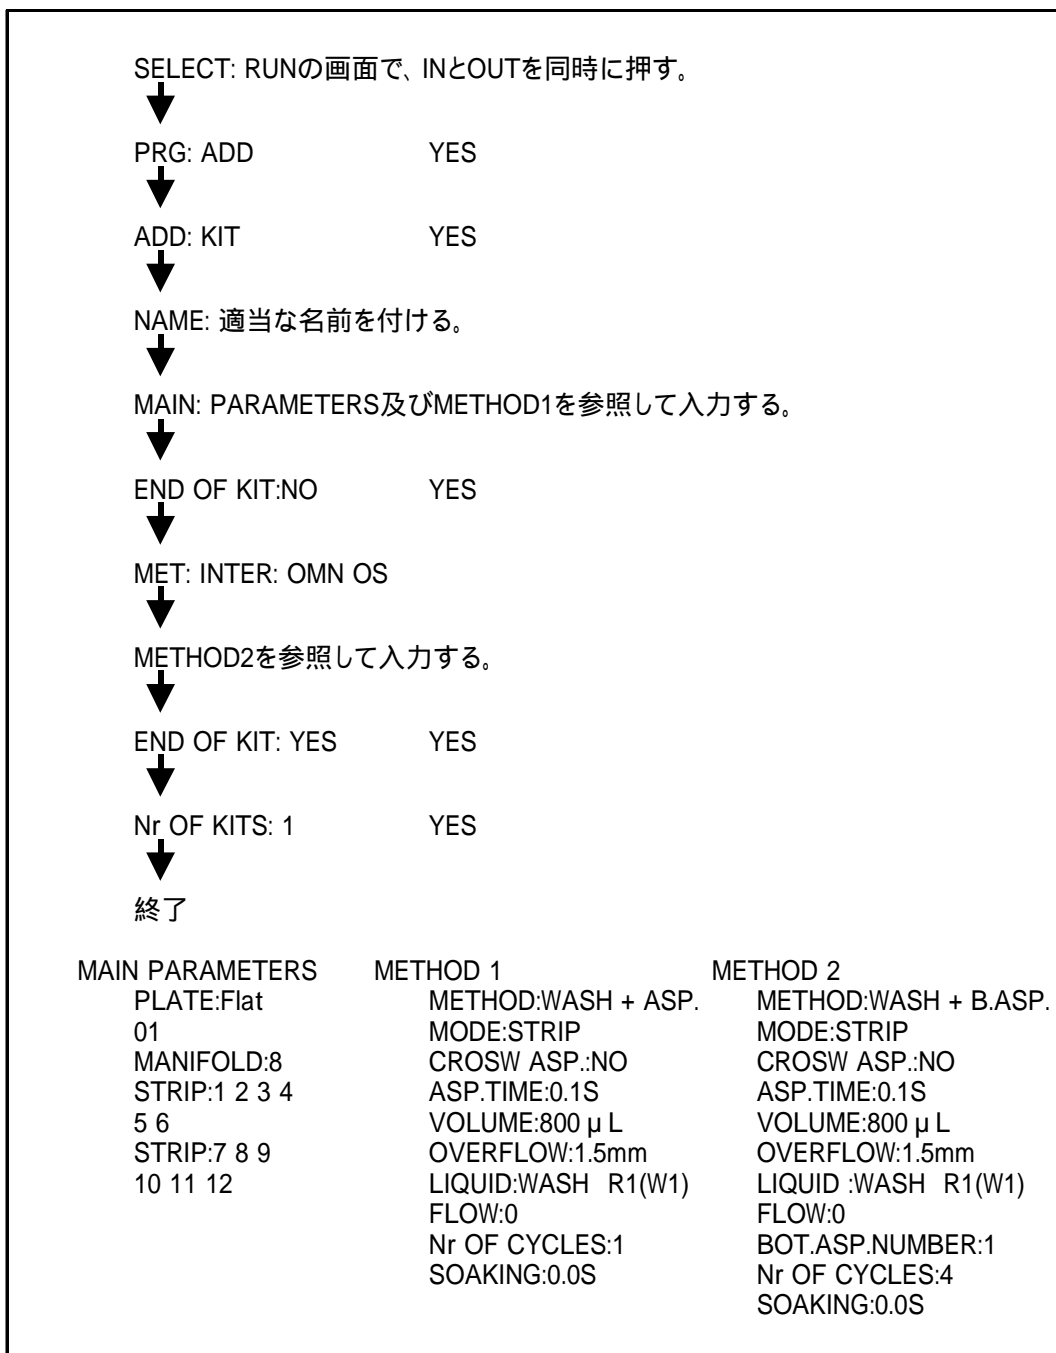 SELECT: RUNの画面で、INとOUTを同時に押す。
PRG: ADD YES
ADD: KIT YES
NAME: 適当な名前を付ける。
MAIN: PARAMETERS及びMETHOD1を参照して入力する。
END OF KIT:NO YES
MET: INTER: OMN OS
METHOD2を参照して入力する。
END OF KIT: YES YES
Nr OF KITS: 1 YES
終了
MAIN PARAMETERS
PLATE:Flat
01
MANIFOLD:8
STRIP:1 2 3 4
5 6
STRIP:7 8 9
10 11 12
METHOD 1
METHOD:WASH + ASP.
MODE:STRIP
CROSW ASP.:NO
ASP.TIME:0.1S
VOLUME:800 μ L
OVERFLOW:1.5mm
LIQUID:WASH R1(W1)
FLOW:0
Nr OF CYCLES:1
SOAKING:0.0S
METHOD 2
METHOD:WASH + B.ASP.
MODE:STRIP
CROSW ASP.:NO
ASP.TIME:0.1S
VOLUME:800 μ L
OVERFLOW:1.5mm
LIQUID :WASH R1(W1)
FLOW:0
BOT.ASP.NUMBER:1
Nr OF CYCLES:4
SOAKING:0.0S